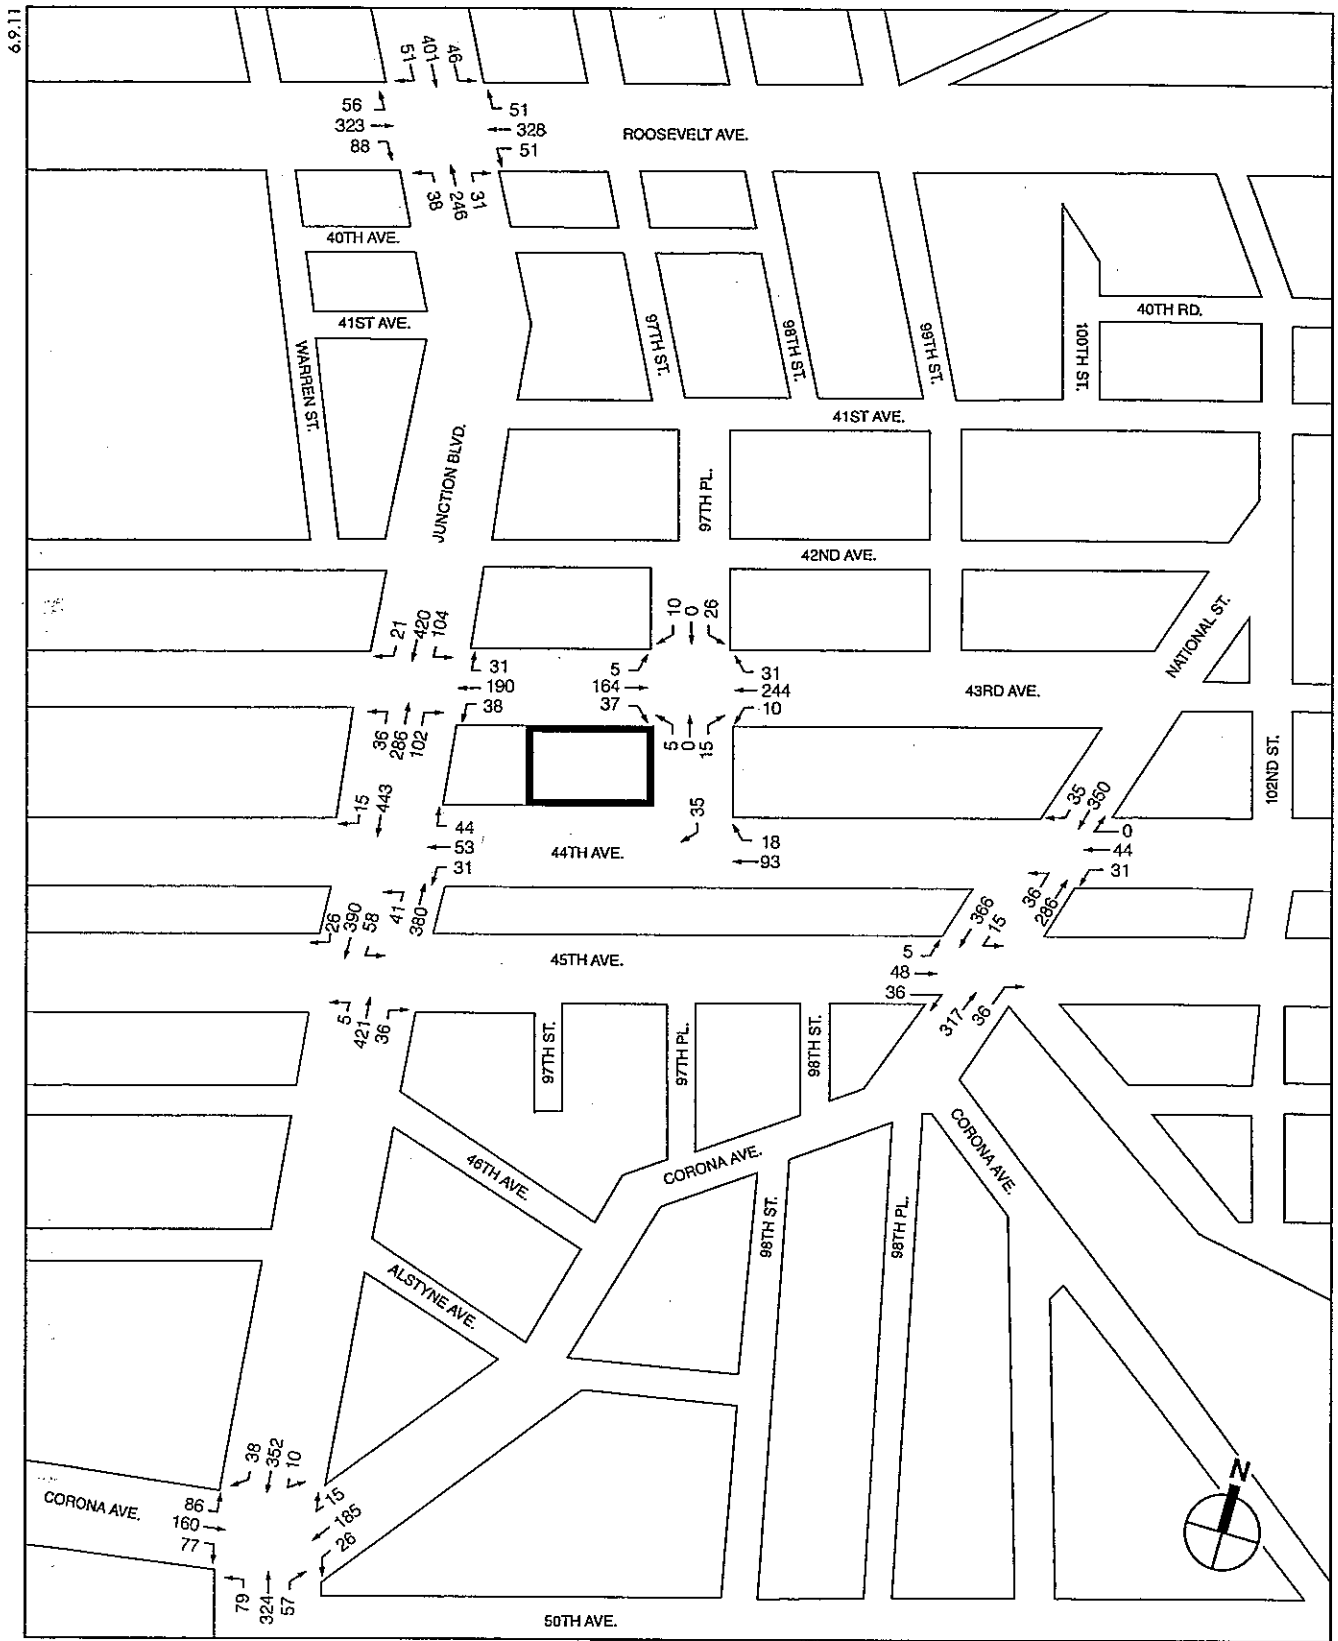 6.9.11
51
401
46
56
323
88
51
328
51
38
246
31
ROOSEVELT AVE.
40TH AVE.
41ST AVE.
WARREN ST.
JUNCTION BLVD.
97TH ST.
98TH ST.
99TH ST.
100TH ST.
40TH RD.
41ST AVE.
97TH PL.
42ND AVE.
NATIONAL ST.
21
420
104
31
190
38
36
286
102
10
0
26
5
164
37
31
244
10
5
0
15
43RD AVE.
102ND ST.
15
443
44
53
31
41
380
44TH AVE.
35
18
93
35
350
0
44
31
36
286
26
390
58
5
421
36
45TH AVE.
366
15
5
48
36
317
36
97TH ST.
97TH PL.
98TH ST.
CORONA AVE.
CORONA AVE.
46TH AVE.
98TH ST.
98TH PL.
ALSTYNE AVE.
38
352
10
86
160
77
15
185
26
79
324
57
CORONA AVE.
50TH AVE.
N